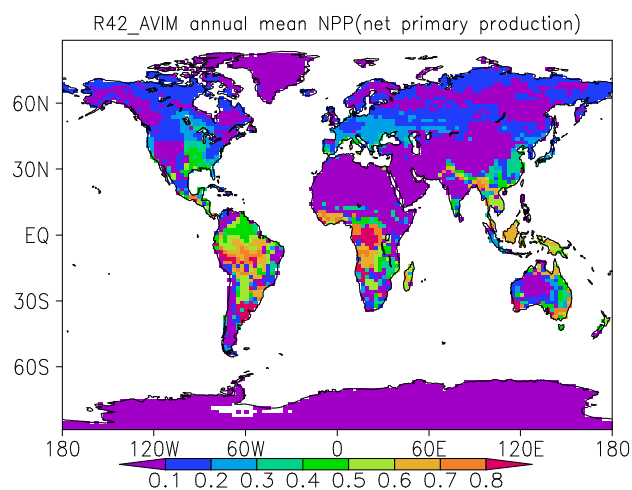 R42_AVIM annual mean NPP(net primary production)
60N
30N
EQ
30S
60S
180 120W 60W 0 60E 120E 180
0.1 0.2 0.3 0.4 0.5 0.6 0.7 0.8